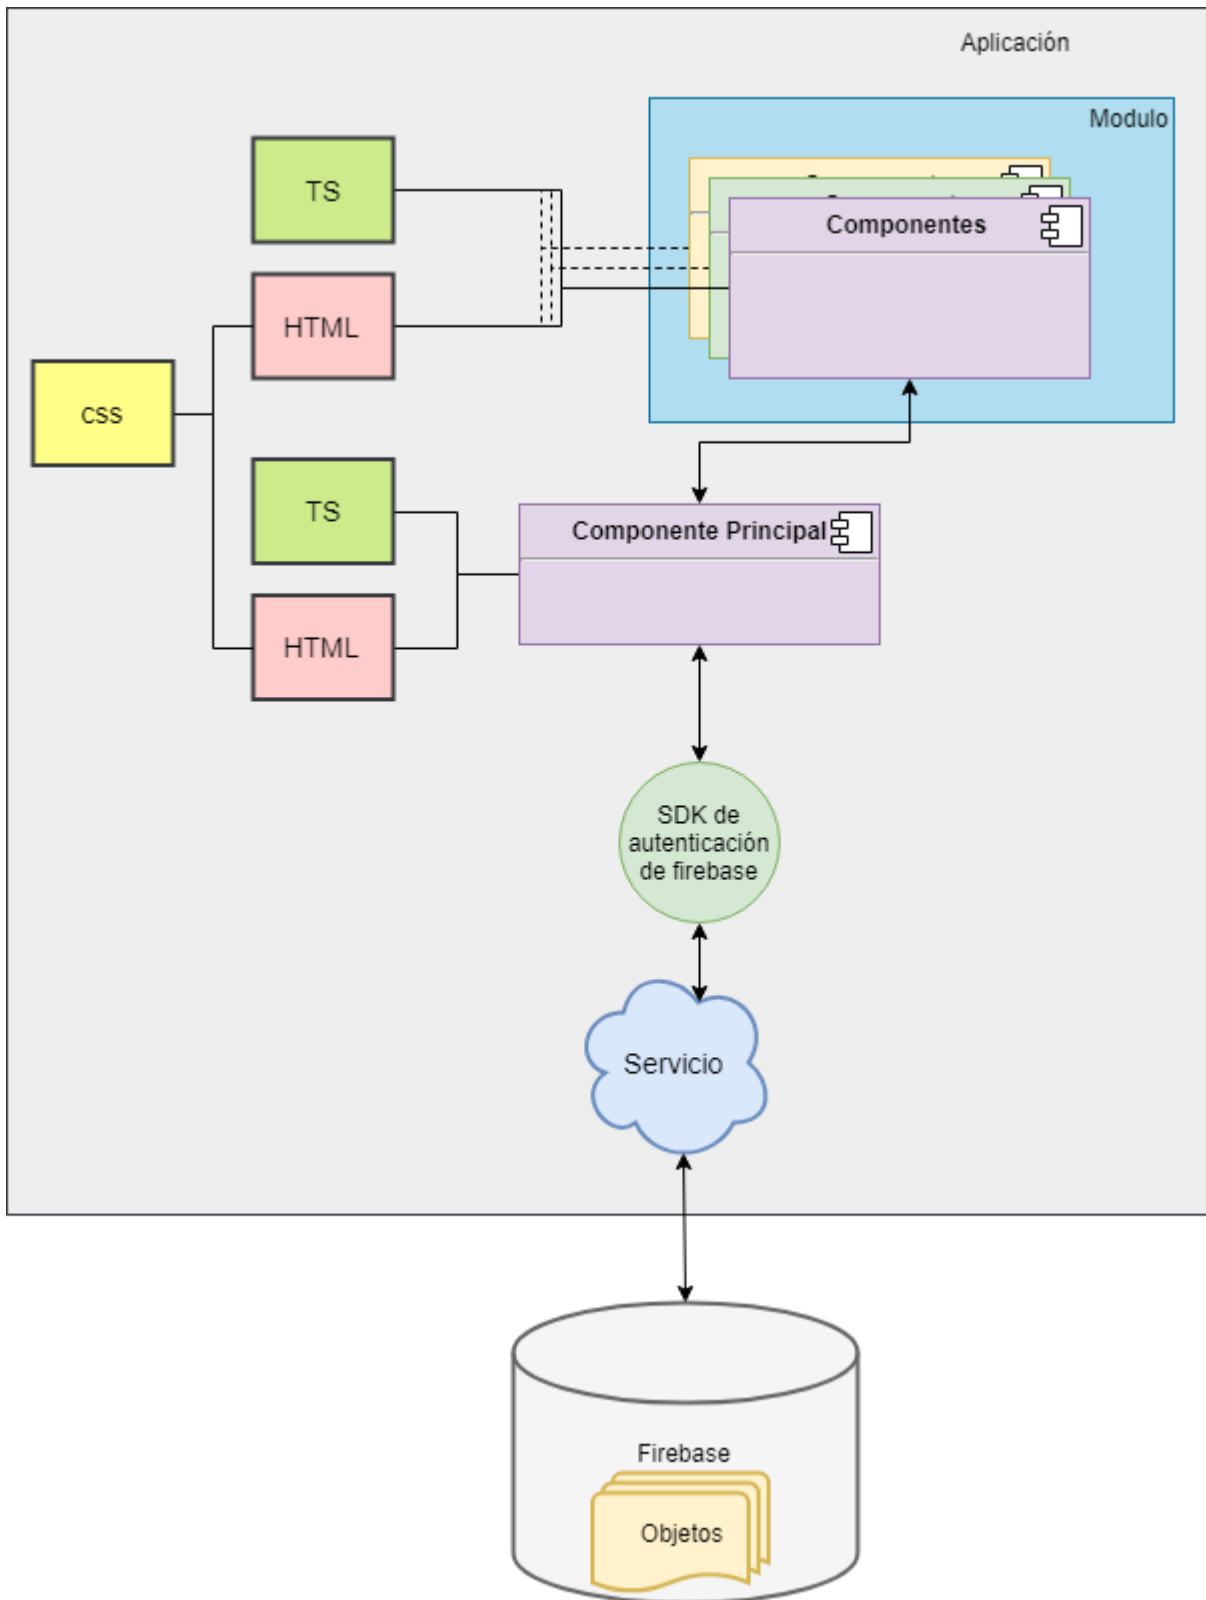 Aplicación
Modulo
TS
Componentes
HTML
css
TS
Componente Principal
HTML
SDK de
autenticación
de firebase
Servicio
Firebase
Objetos